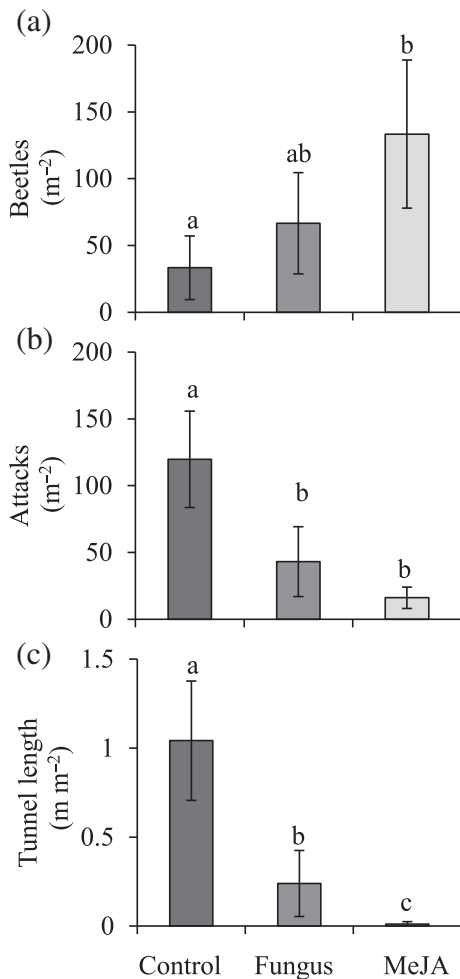 (a)
200
b
150
ab
Beetles
(m⁻²)
100
a
50
0
(b)
200
a
150
Attacks
(m⁻²)
100
b
50
b
0
(c)
1.5
a
Tunnel length
(m m⁻²)
1
0.5
b
c
0
Control Fungus MeJA